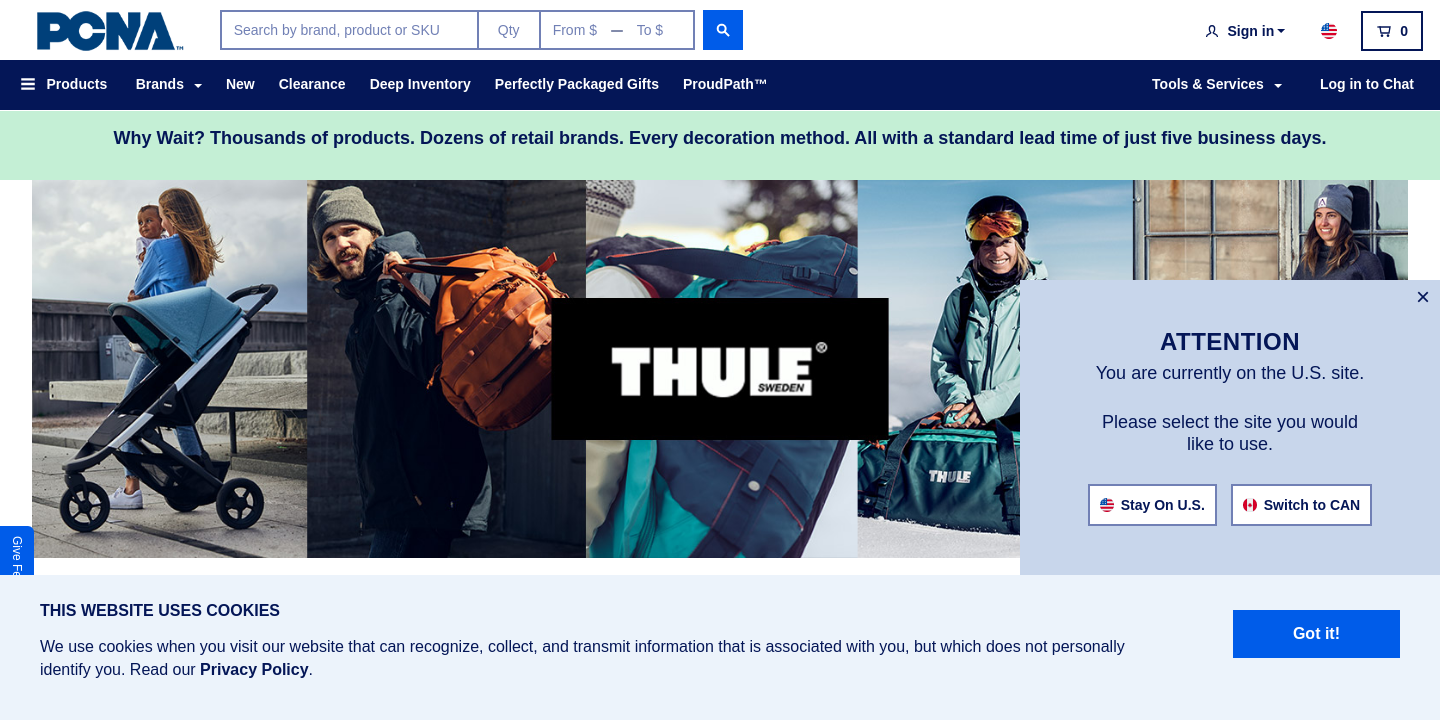 PCNA™
Search by brand, product or SKU
Qty
From $ — To $
Sign in
0
Products
Brands
New
Clearance
Deep Inventory
Perfectly Packaged Gifts
ProudPath™
Tools & Services
Log in to Chat
Why Wait? Thousands of products. Dozens of retail brands. Every decoration method. All with a standard lead time of just five business days.
THULE
SWEDEN
THULE
×
ATTENTION
You are currently on the U.S. site.
Please select the site you would
like to use.
Stay On U.S.
Switch to CAN
Give Fe
THIS WEBSITE USES COOKIES
We use cookies when you visit our website that can recognize, collect, and transmit information that is associated with you, but which does not personally
identify you. Read our Privacy Policy.
Got it!